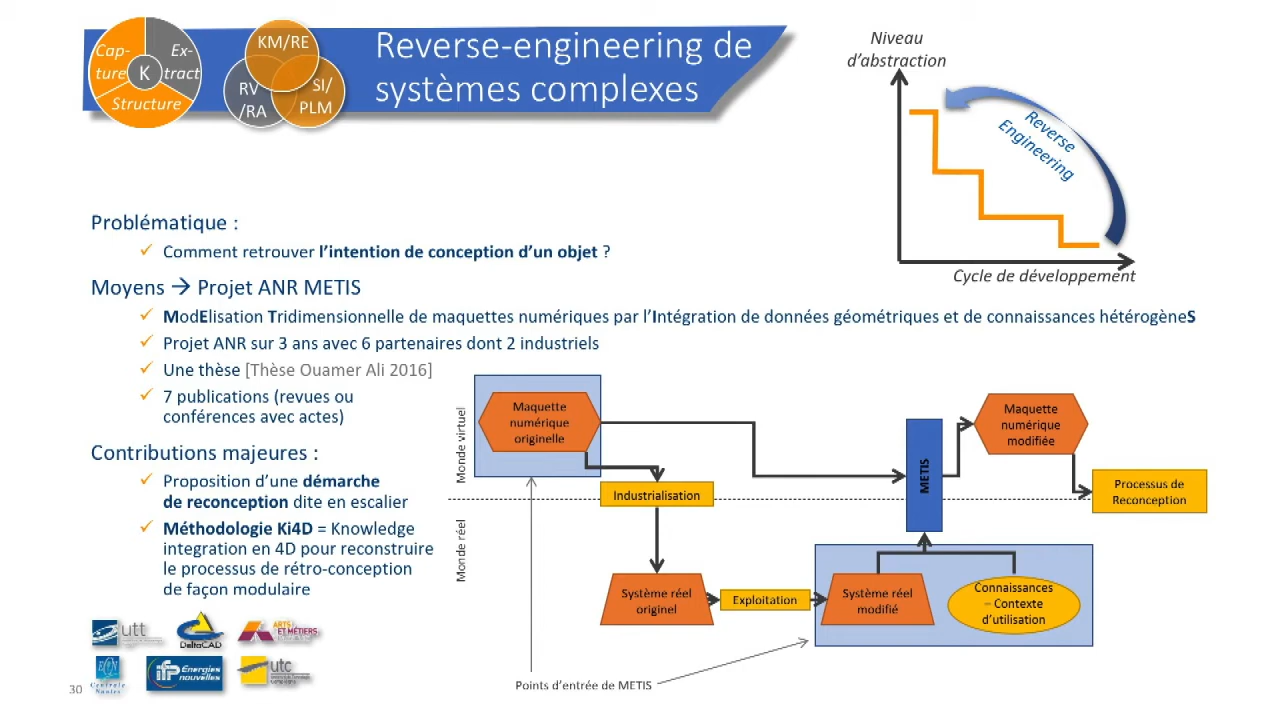 Cap-
ture
Ex-
tract
K
Structure
KM/RE
RV
/RA
SI/
PLM
Reverse-engineering de
systèmes complexes
Niveau
d’abstraction
Reverse
Engineering
Cycle de développement
Problématique :
✓ Comment retrouver l’intention de conception d’un objet ?
Moyens → Projet ANR METIS
✓ ModElisation Tridimensionnelle de maquettes numériques par l’Intégration de données géométriques et de connaissances hétérogèneS
✓ Projet ANR sur 3 ans avec 6 partenaires dont 2 industriels
✓ Une thèse [Thèse Ouamer Ali 2016]
✓ 7 publications (revues ou
conférences avec actes)
Contributions majeures :
✓ Proposition d’une démarche
de reconception dite en escalier
✓ Méthodologie Ki4D = Knowledge
integration en 4D pour reconstruire
le processus de rétro-conception
de façon modulaire
Monde virtuel
Monde réel
Maquette
numérique
originelle
Industrialisation
Système réel
originel
Exploitation
Système réel
modifié
Connaissances
– Contexte
d’utilisation
METIS
Maquette
numérique
modifiée
Processus de
Reconception
Points d’entrée de METIS
utt
DeltaCAD
ARTS
ET MÉTIERS
ECN
Centrale
Nantes
ifp Energies
nouvelles
utc
30